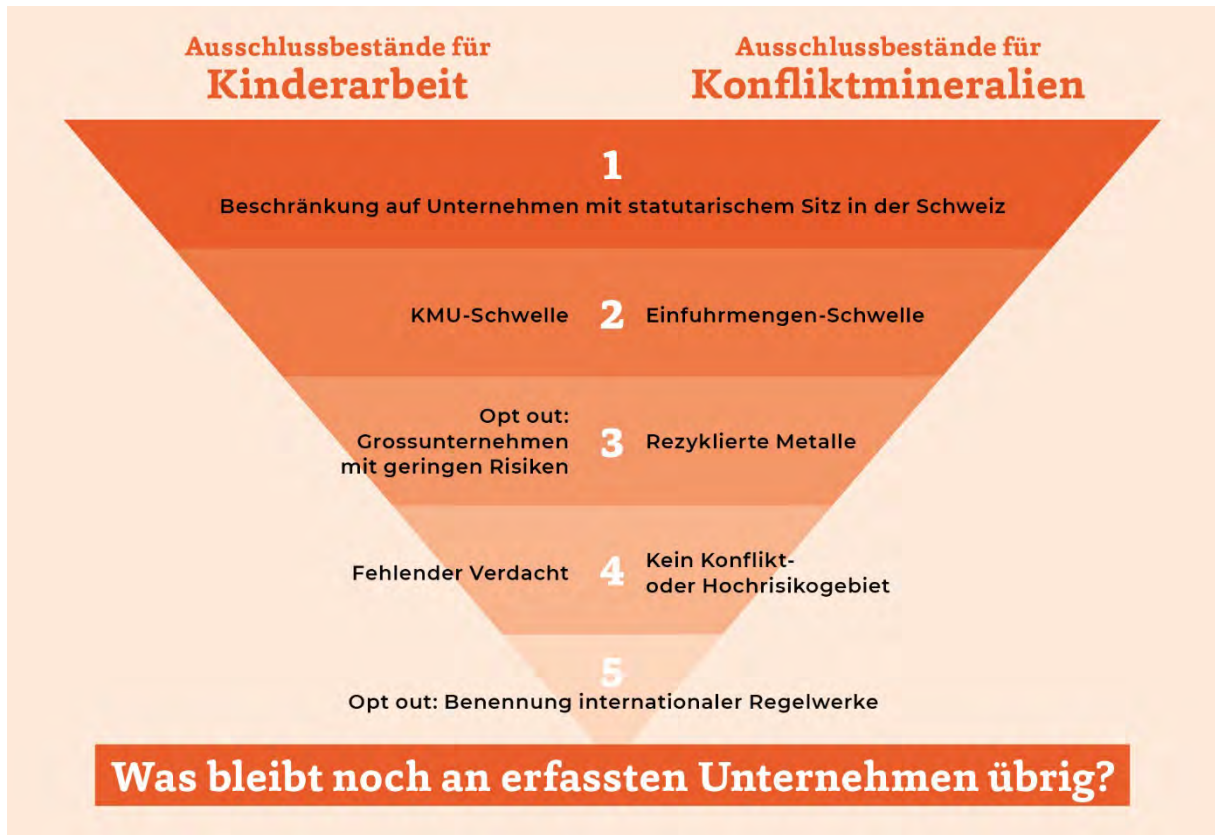 Ausschlussbestände für
Kinderarbeit
Ausschlussbestände für
Konfliktmineralien
1
Beschränkung auf Unternehmen mit statutarischem Sitz in der Schweiz
KMU-Schwelle 2 Einfuhrmengen-Schwelle
Opt out:
Grossunternehmen
mit geringen Risiken
3
Rezyklierte Metalle
Fehlender Verdacht
4
Kein Konflikt-
oder Hochrisikogebiet
5
Opt out: Benennung internationaler Regelwerke
Was bleibt noch an erfassten Unternehmen übrig?